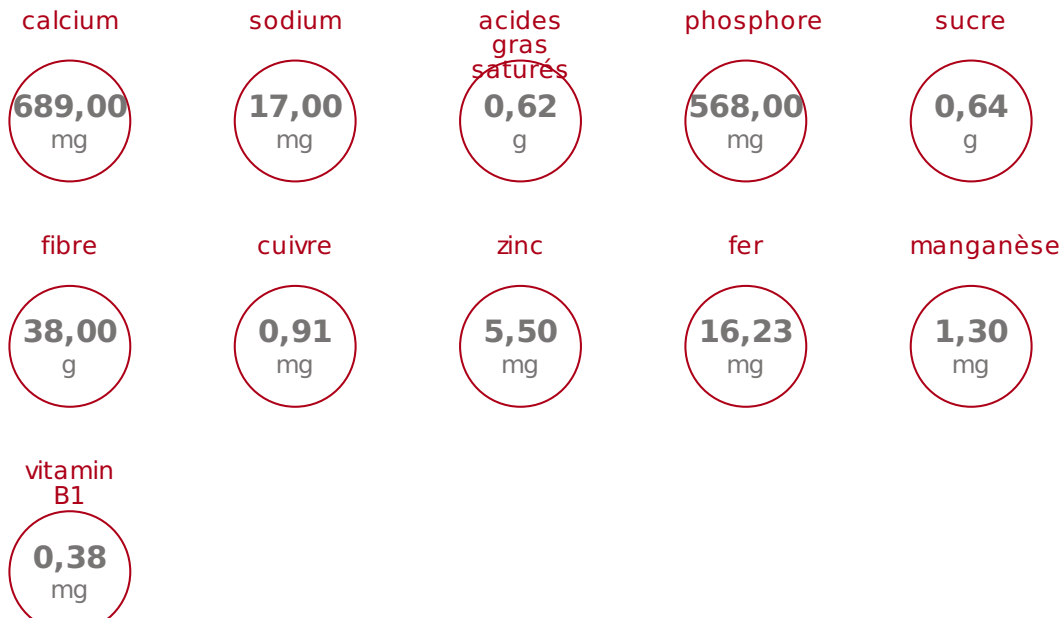 calcium
689,00
mg
sodium
17,00
mg
acides
gras
saturés
0,62
g
phosphore
568,00
mg
sucre
0,64
g
fibre
38,00
g
cuivre
0,91
mg
zinc
5,50
mg
fer
16,23
mg
manganèse
1,30
mg
vitamin
B1
0,38
mg